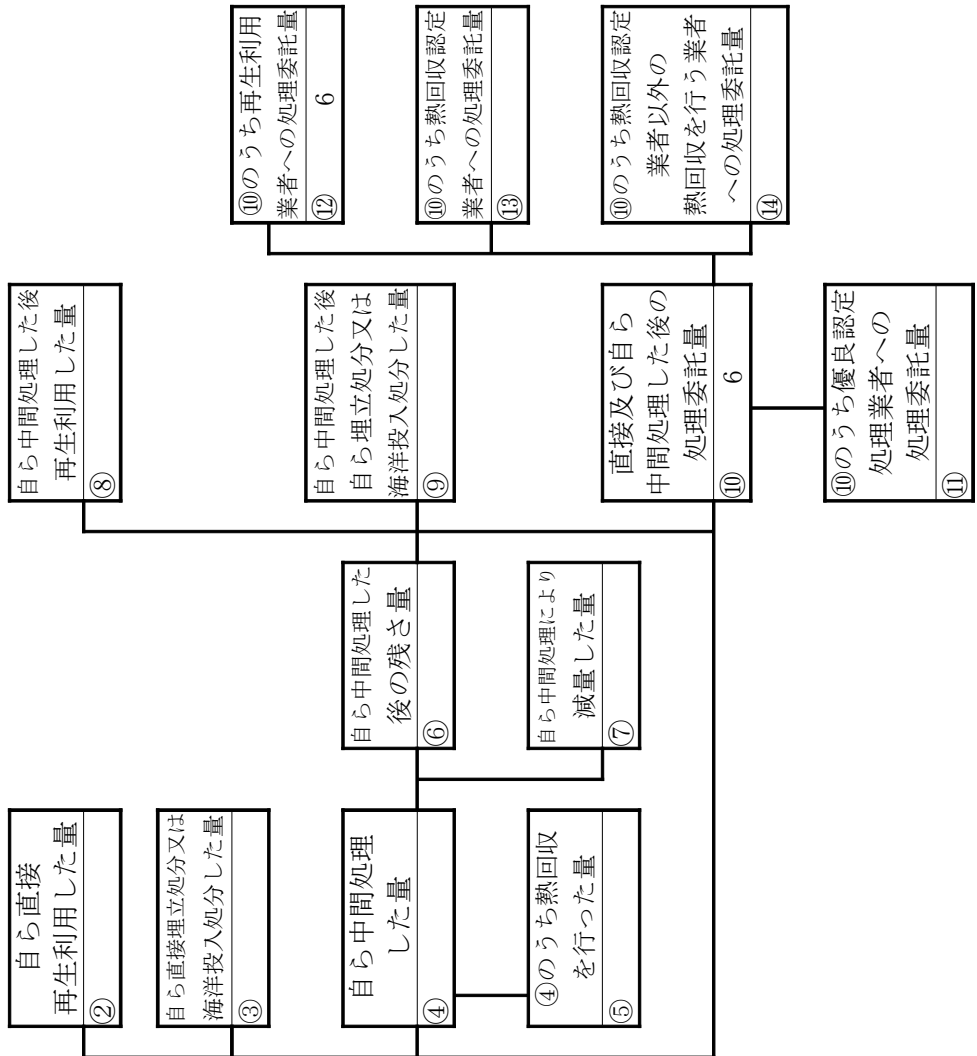 自ら直接
再生利用した量
②
自ら直接埋立処分又は
海洋投入処分した量
③
自ら中間処理
した量
④
④のうち熱回収
を行った量
⑤
自ら中間処理した
後の残さ量
⑥
自ら中間処理により
減量した量
⑦
自ら中間処理した後
再生利用した量
⑧
自ら中間処理した後
自ら埋立処分又は
海洋投入処分した量
⑨
直接及び自ら
中間処理した後の
処理委託量
⑩ 6
⑩のうち優良認定
処理業者への
処理委託量
⑪
⑩のうち再生利用
業者への処理委託量
⑫ 6
⑩のうち熱回収認定
業者への処理委託量
⑬
⑩のうち熱回収認定
業者以外の
熱回収を行う業者
への処理委託量
⑭